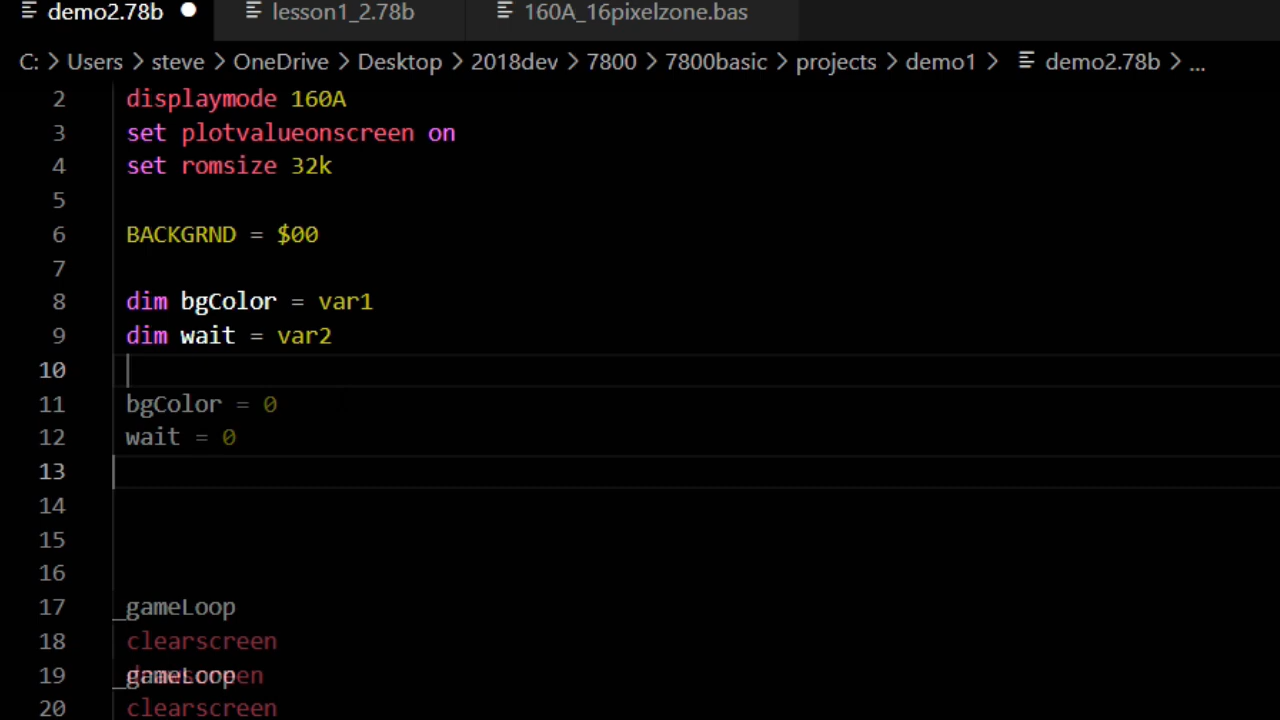 demo2.78b lesson1_2.78b 160A_16pixelzone.bas
C: > Users > steve > OneDrive > Desktop > 2018dev > 7800 > 7800basic > projects > demo1 > demo2.78b > ...
2 displaymode 160A
3 set plotvalueonscreen on
4 set romsize 32k
5
6 BACKGRND = $00
7
8 dim bgColor = var1
9 dim wait = var2
10
11 bgColor = 0
12 wait = 0
13
14
15
16
17 _gameLoop
18 clearscreen
19 _gameLoop
20 clearscreen